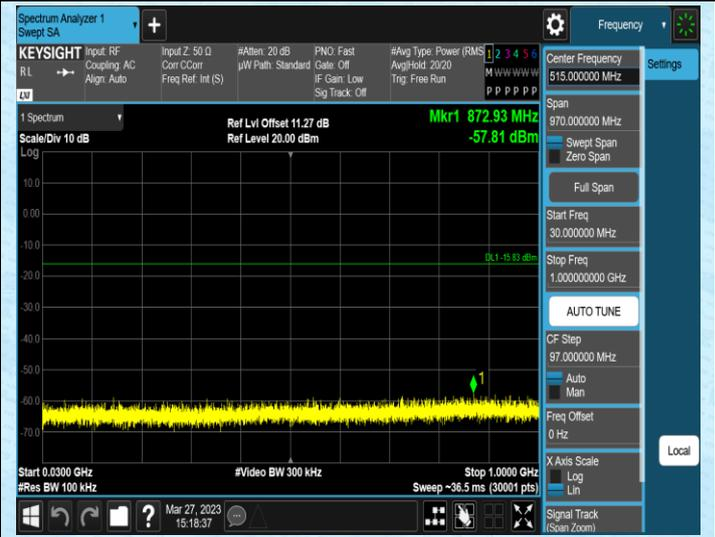 Spectrum Analyzer 1
Swept SA
Frequency
KEYSIGHT
RL
LXI
Input: RF
Coupling: AC
Align: Auto
Input Z: 50 Ω
Corr CCorr
Freq Ref: Int (S)
#Atten: 20 dB
µW Path: Standard
PNO: Fast
Gate: Off
IF Gain: Low
Sig Track: Off
#Avg Type: Power (RMS
Avg|Hold: 20/20
Trig: Free Run
1 2 3 4 5 6
M W W W W W
P P P P P P
1 Spectrum
Scale/Div 10 dB
Log
Ref Lvl Offset 11.27 dB
Ref Level 20.00 dBm
Mkr1 872.93 MHz
-57.81 dBm
10.0
0.00
-10.0
DL1 -15.83 dBm
-20.0
-30.0
-40.0
-50.0
1
-60.0
-70.0
Start 0.0300 GHz
#Res BW 100 kHz
#Video BW 300 kHz
Stop 1.0000 GHz
Sweep ~36.5 ms (30001 pts)
Mar 27, 2023
15:18:37
Center Frequency
515.000000 MHz
Span
970.000000 MHz
Swept Span
Zero Span
Full Span
Start Freq
30.000000 MHz
Stop Freq
1.000000000 GHz
AUTO TUNE
CF Step
97.000000 MHz
Auto
Man
Freq Offset
0 Hz
X Axis Scale
Log
Lin
Signal Track
(Span Zoom)
Settings
Local